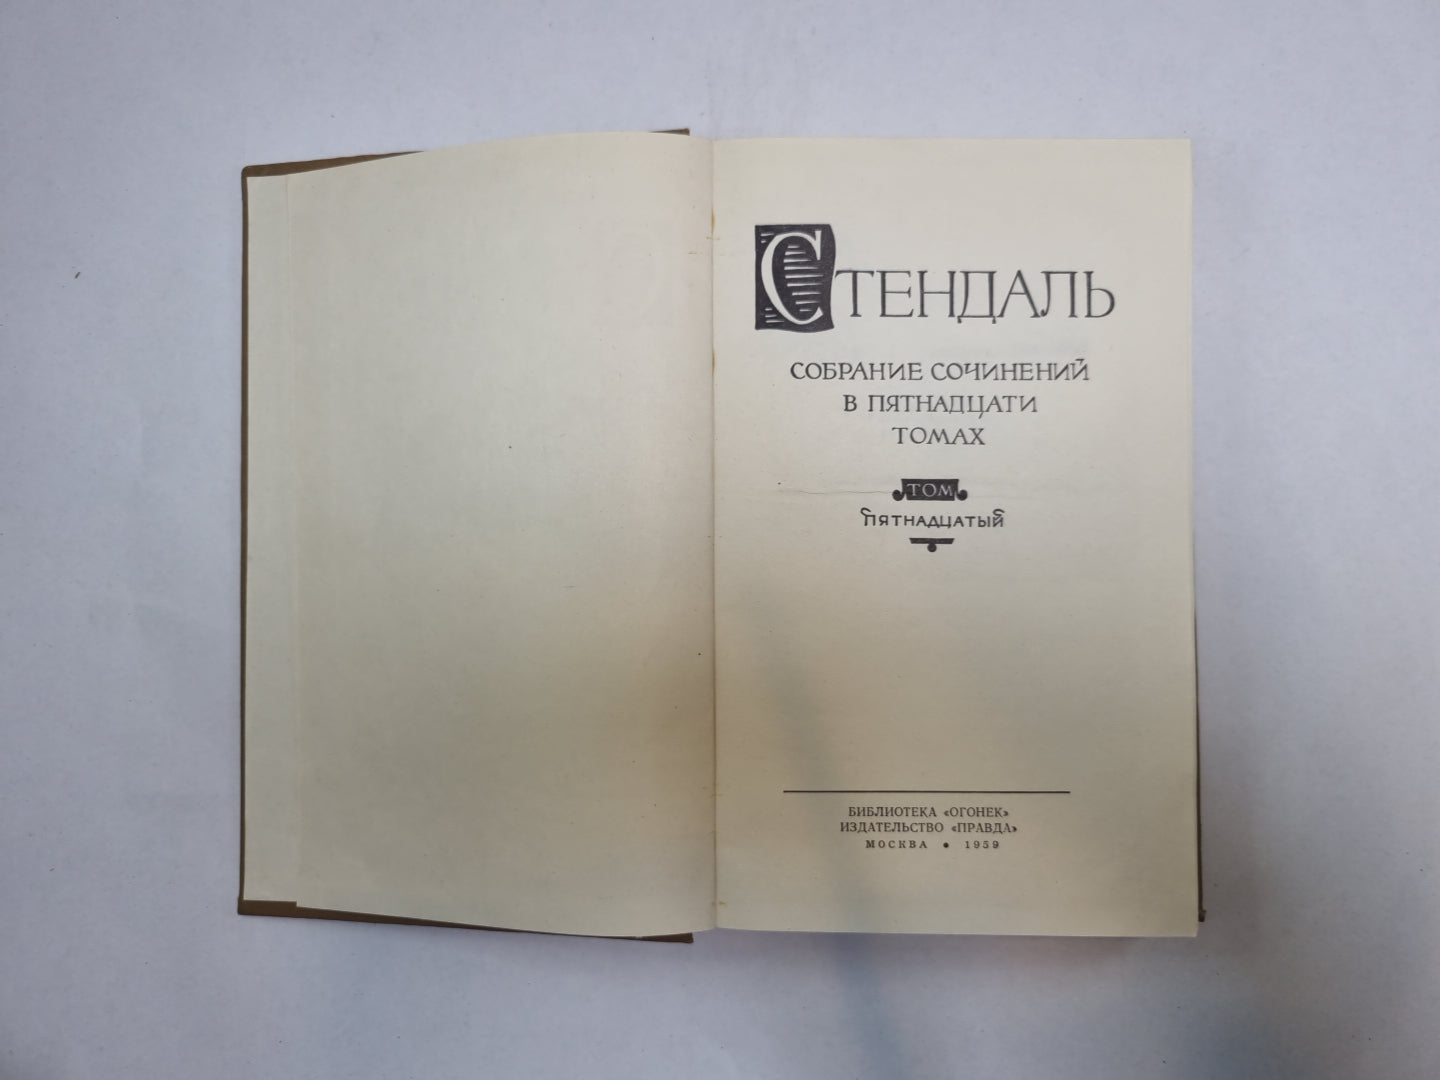 СТЕНДАЛЬ
СОБРАНИЕ СОЧИНЕНИЙ
В ПЯТНАДЦАТИ
ТОМАХ
ТОМ
ПЯТНАДЦАТЫЙ
БИБЛИОТЕКА «ОГОНЕК»
ИЗДАТЕЛЬСТВО «ПРАВДА»
МОСКВА • 1959